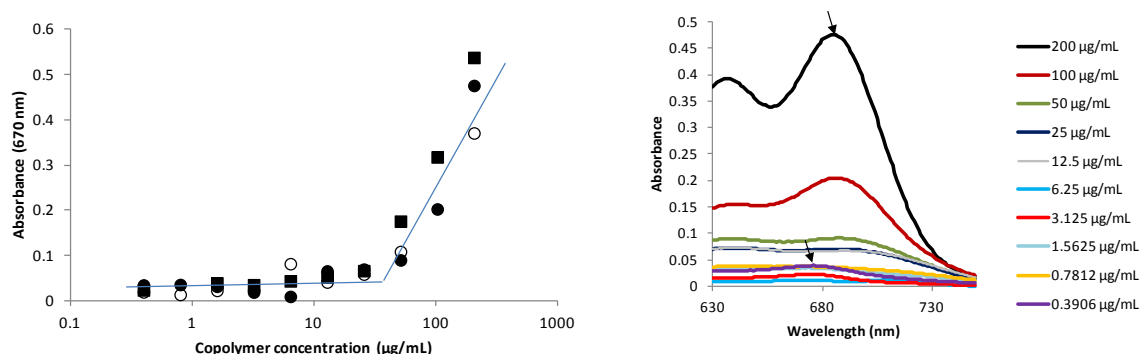 Absorbance (670 nm)
0.6
0.5
0.4
0.3
0.2
0.1
0
0.1
1
10
100
1000
Copolymer concentration (µg/mL)
Absorbance
0.5
0.45
0.4
0.35
0.3
0.25
0.2
0.15
0.1
0.05
0
630
680
730
Wavelength (nm)
200 µg/mL
100 µg/mL
50 µg/mL
25 µg/mL
12.5 µg/mL
6.25 µg/mL
3.125 µg/mL
1.5625 µg/mL
0.7812 µg/mL
0.3906 µg/mL